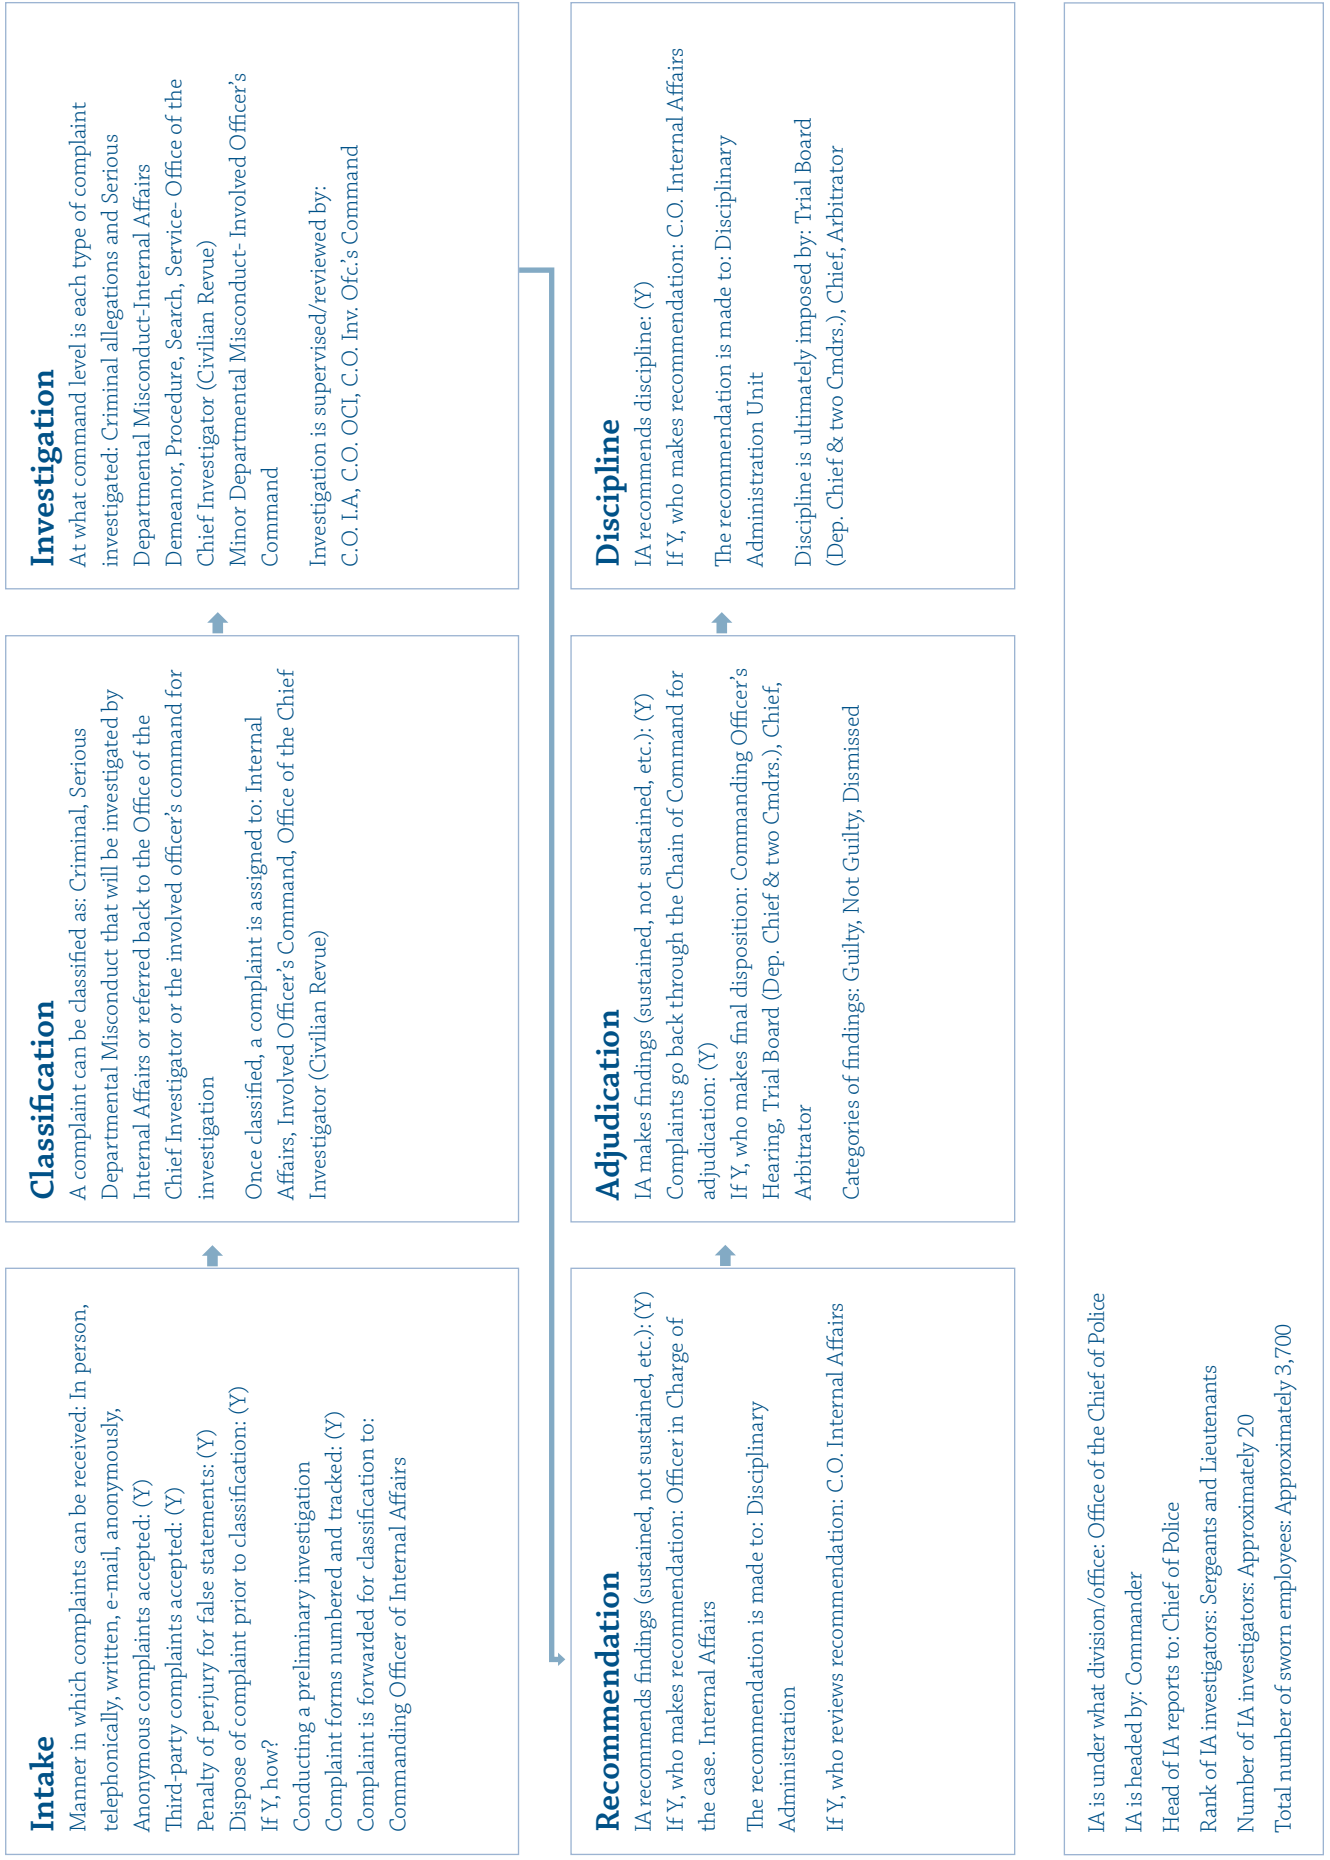 Intake
Manner in which complaints can be received: In person,
telephonically, written, e-mail, anonymously,
Anonymous complaints accepted: (Y)
Third-party complaints accepted: (Y)
Penalty of perjury for false statements: (Y)
Dispose of complaint prior to classification: (Y)
If Y, how?
Conducting a preliminary investigation
Complaint forms numbered and tracked: (Y)
Complaint is forwarded for classification to:
Commanding Officer of Internal Affairs
Classification
A complaint can be classified as: Criminal, Serious
Departmental Misconduct that will be investigated by
Internal Affairs or referred back to the Office of the
Chief Investigator or the involved officer's command for
investigation
Once classified, a complaint is assigned to: Internal
Affairs, Involved Officer's Command, Office of the Chief
Investigator (Civilian Revue)
Investigation
At what command level is each type of complaint
investigated: Criminal allegations and Serious
Departmental Misconduct-Internal Affairs
Demeanor, Procedure, Search, Service- Office of the
Chief Investigator (Civilian Revue)
Minor Departmental Misconduct- Involved Officer's
Command
Investigation is supervised/reviewed by:
C.O. I.A, C.O. OCI, C.O. Inv. Ofc.'s Command
Recommendation
IA recommends findings (sustained, not sustained, etc.): (Y)
If Y, who makes recommendation: Officer in Charge of
the case. Internal Affairs
The recommendation is made to: Disciplinary
Administration
If Y, who reviews recommendation: C.O. Internal Affairs
Adjudication
IA makes findings (sustained, not sustained, etc.): (Y)
Complaints go back through the Chain of Command for
adjudication: (Y)
If Y, who makes final disposition: Commanding Officer's
Hearing, Trial Board (Dep. Chief & two Cmdrs.), Chief,
Arbitrator
Categories of findings: Guilty, Not Guilty, Dismissed
Discipline
IA recommends discipline: (Y)
If Y, who makes recommendation: C.O. Internal Affairs
The recommendation is made to: Disciplinary
Administration Unit
Discipline is ultimately imposed by: Trial Board
(Dep. Chief & two Cmdrs.), Chief, Arbitrator
IA is under what division/office: Office of the Chief of Police
IA is headed by: Commander
Head of IA reports to: Chief of Police
Rank of IA investigators: Sergeants and Lieutenants
Number of IA investigators: Approximately 20
Total number of sworn employees: Approximately 3,700